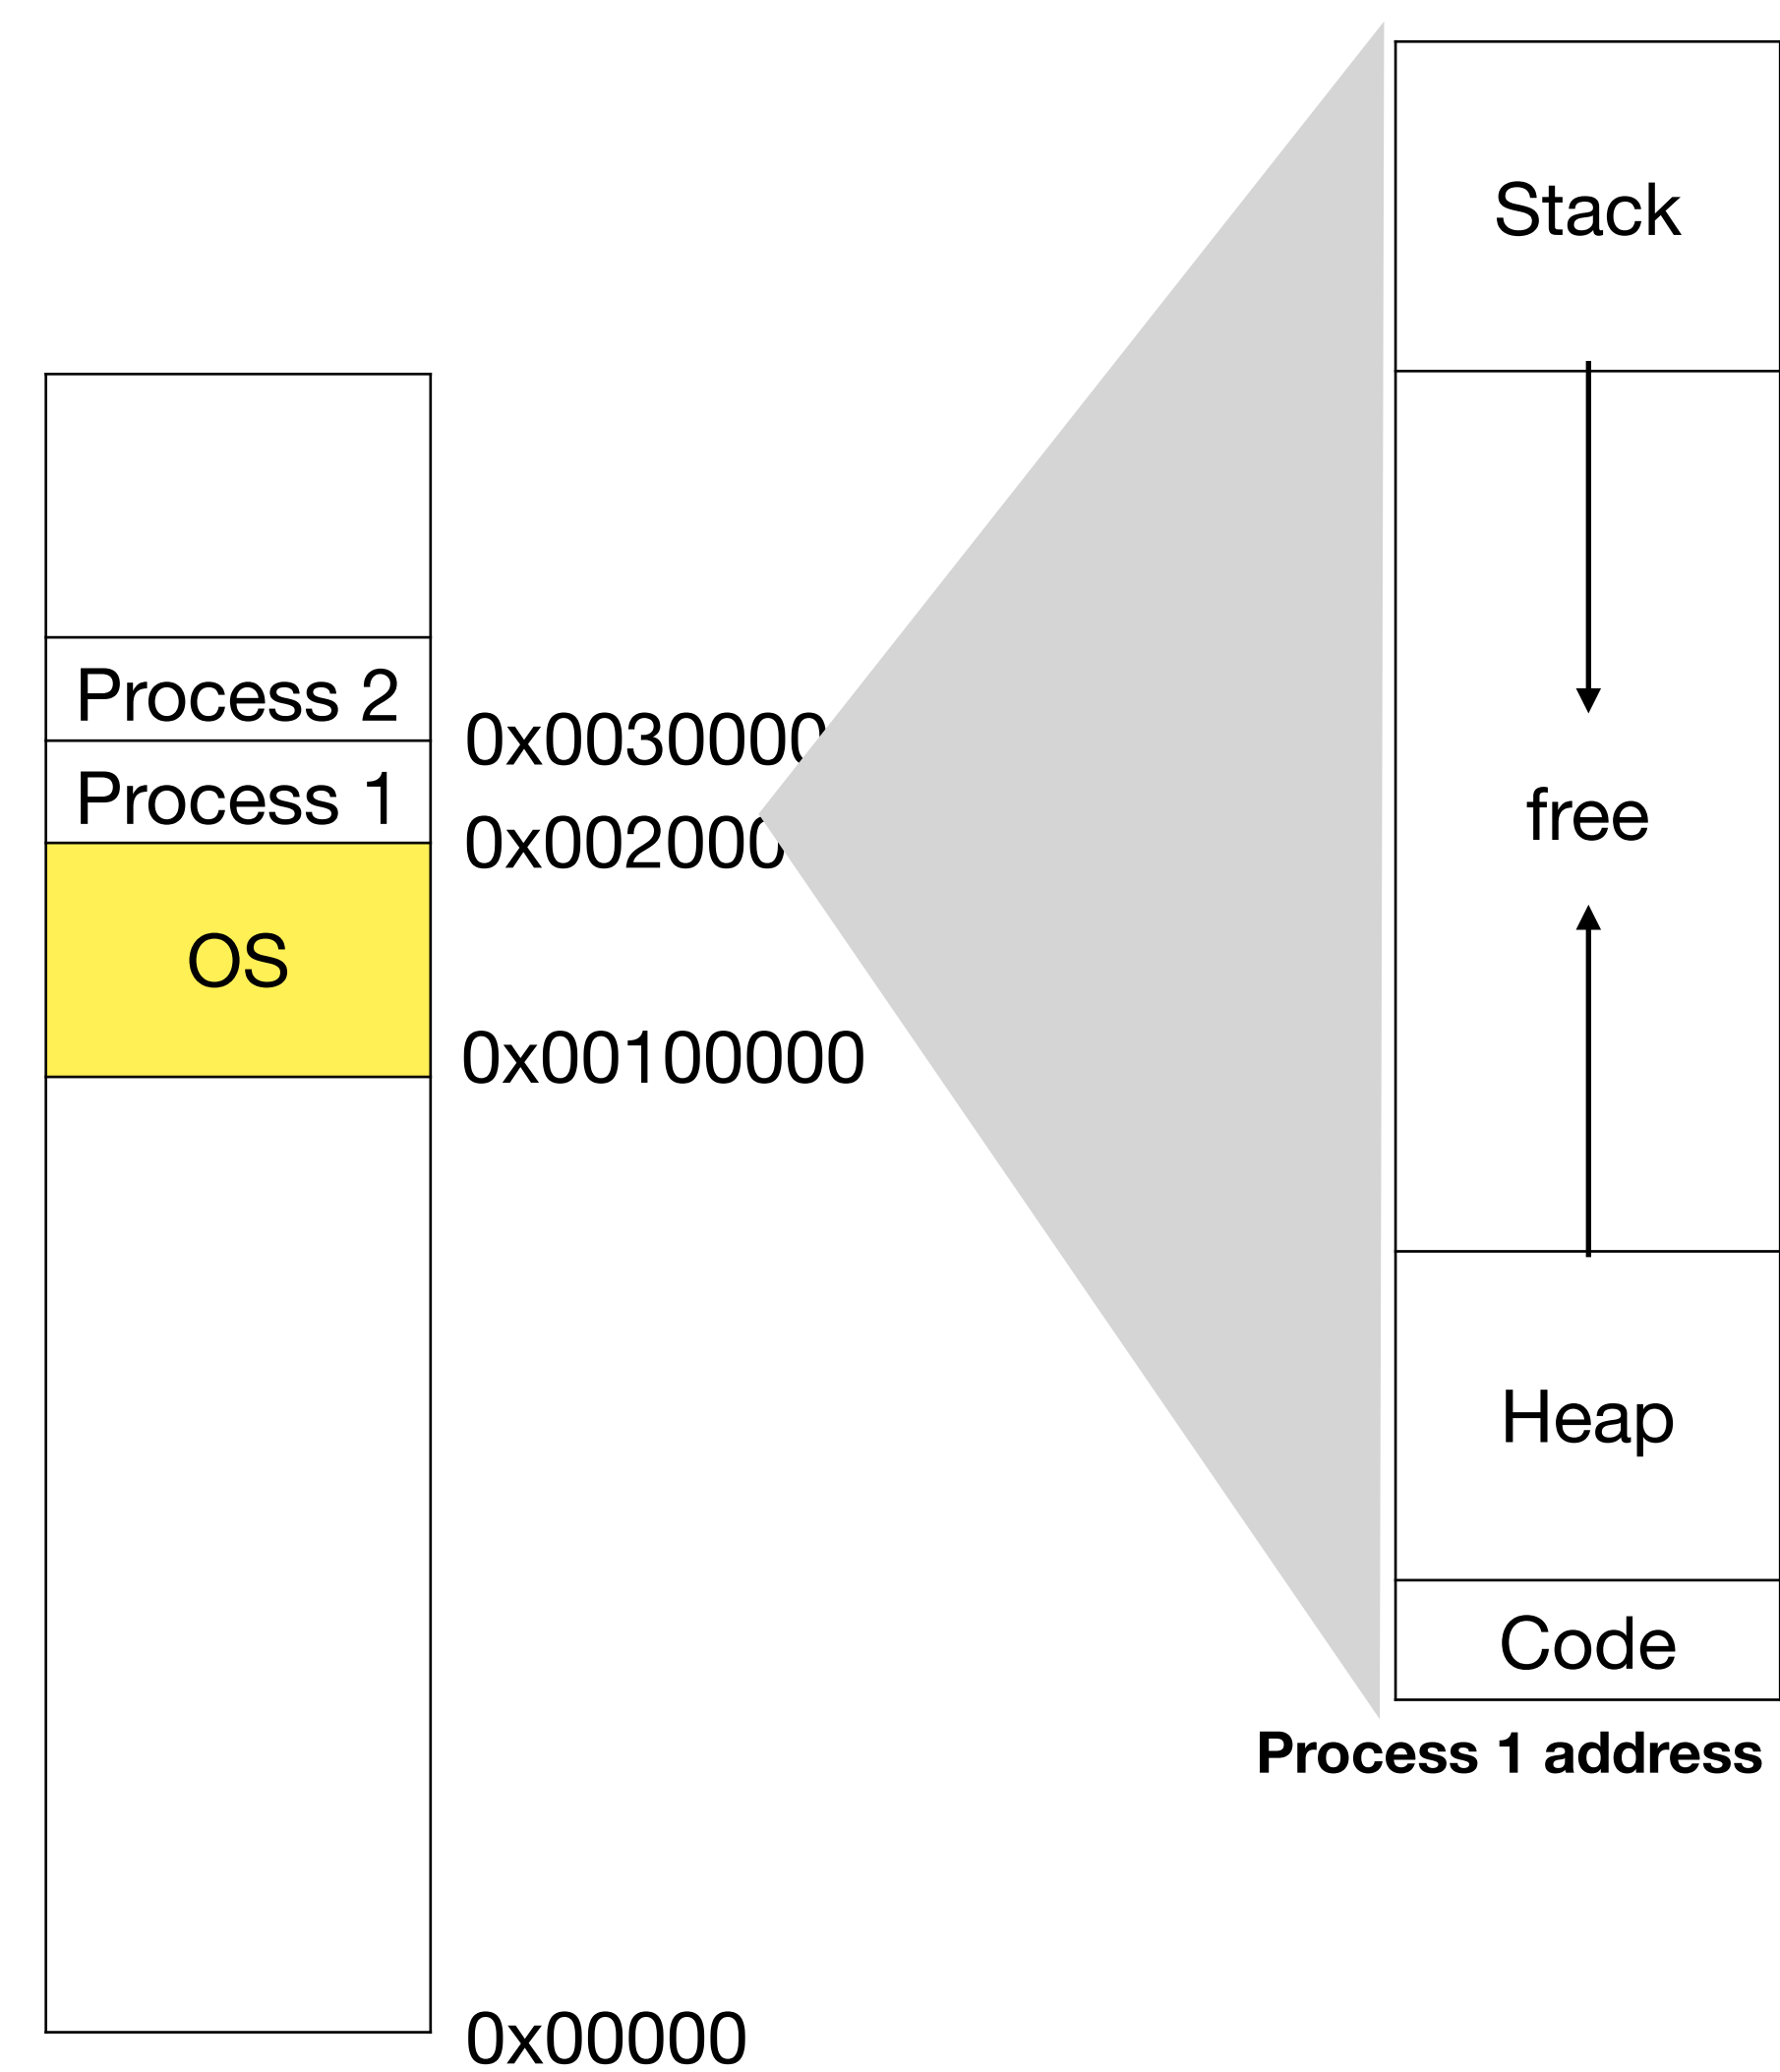 Stack
Process 2
0x0030000
free
Process 1
0x002000
OS
0x00100000
Heap
Code
Process 1 address
0x00000